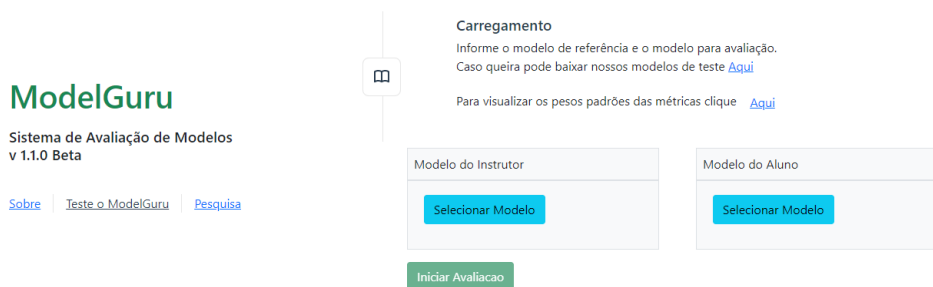 ModelGuru
Sistema de Avaliação de Modelos
v 1.1.0 Beta
Sobre Teste o ModelGuru Pesquisa
Carregamento
Informe o modelo de referência e o modelo para avaliação.
Caso queira pode baixar nossos modelos de teste Aqui
Para visualizar os pesos padrões das métricas clique Aqui
Modelo do Instrutor
Selecionar Modelo
Modelo do Aluno
Selecionar Modelo
Iniciar Avaliacao